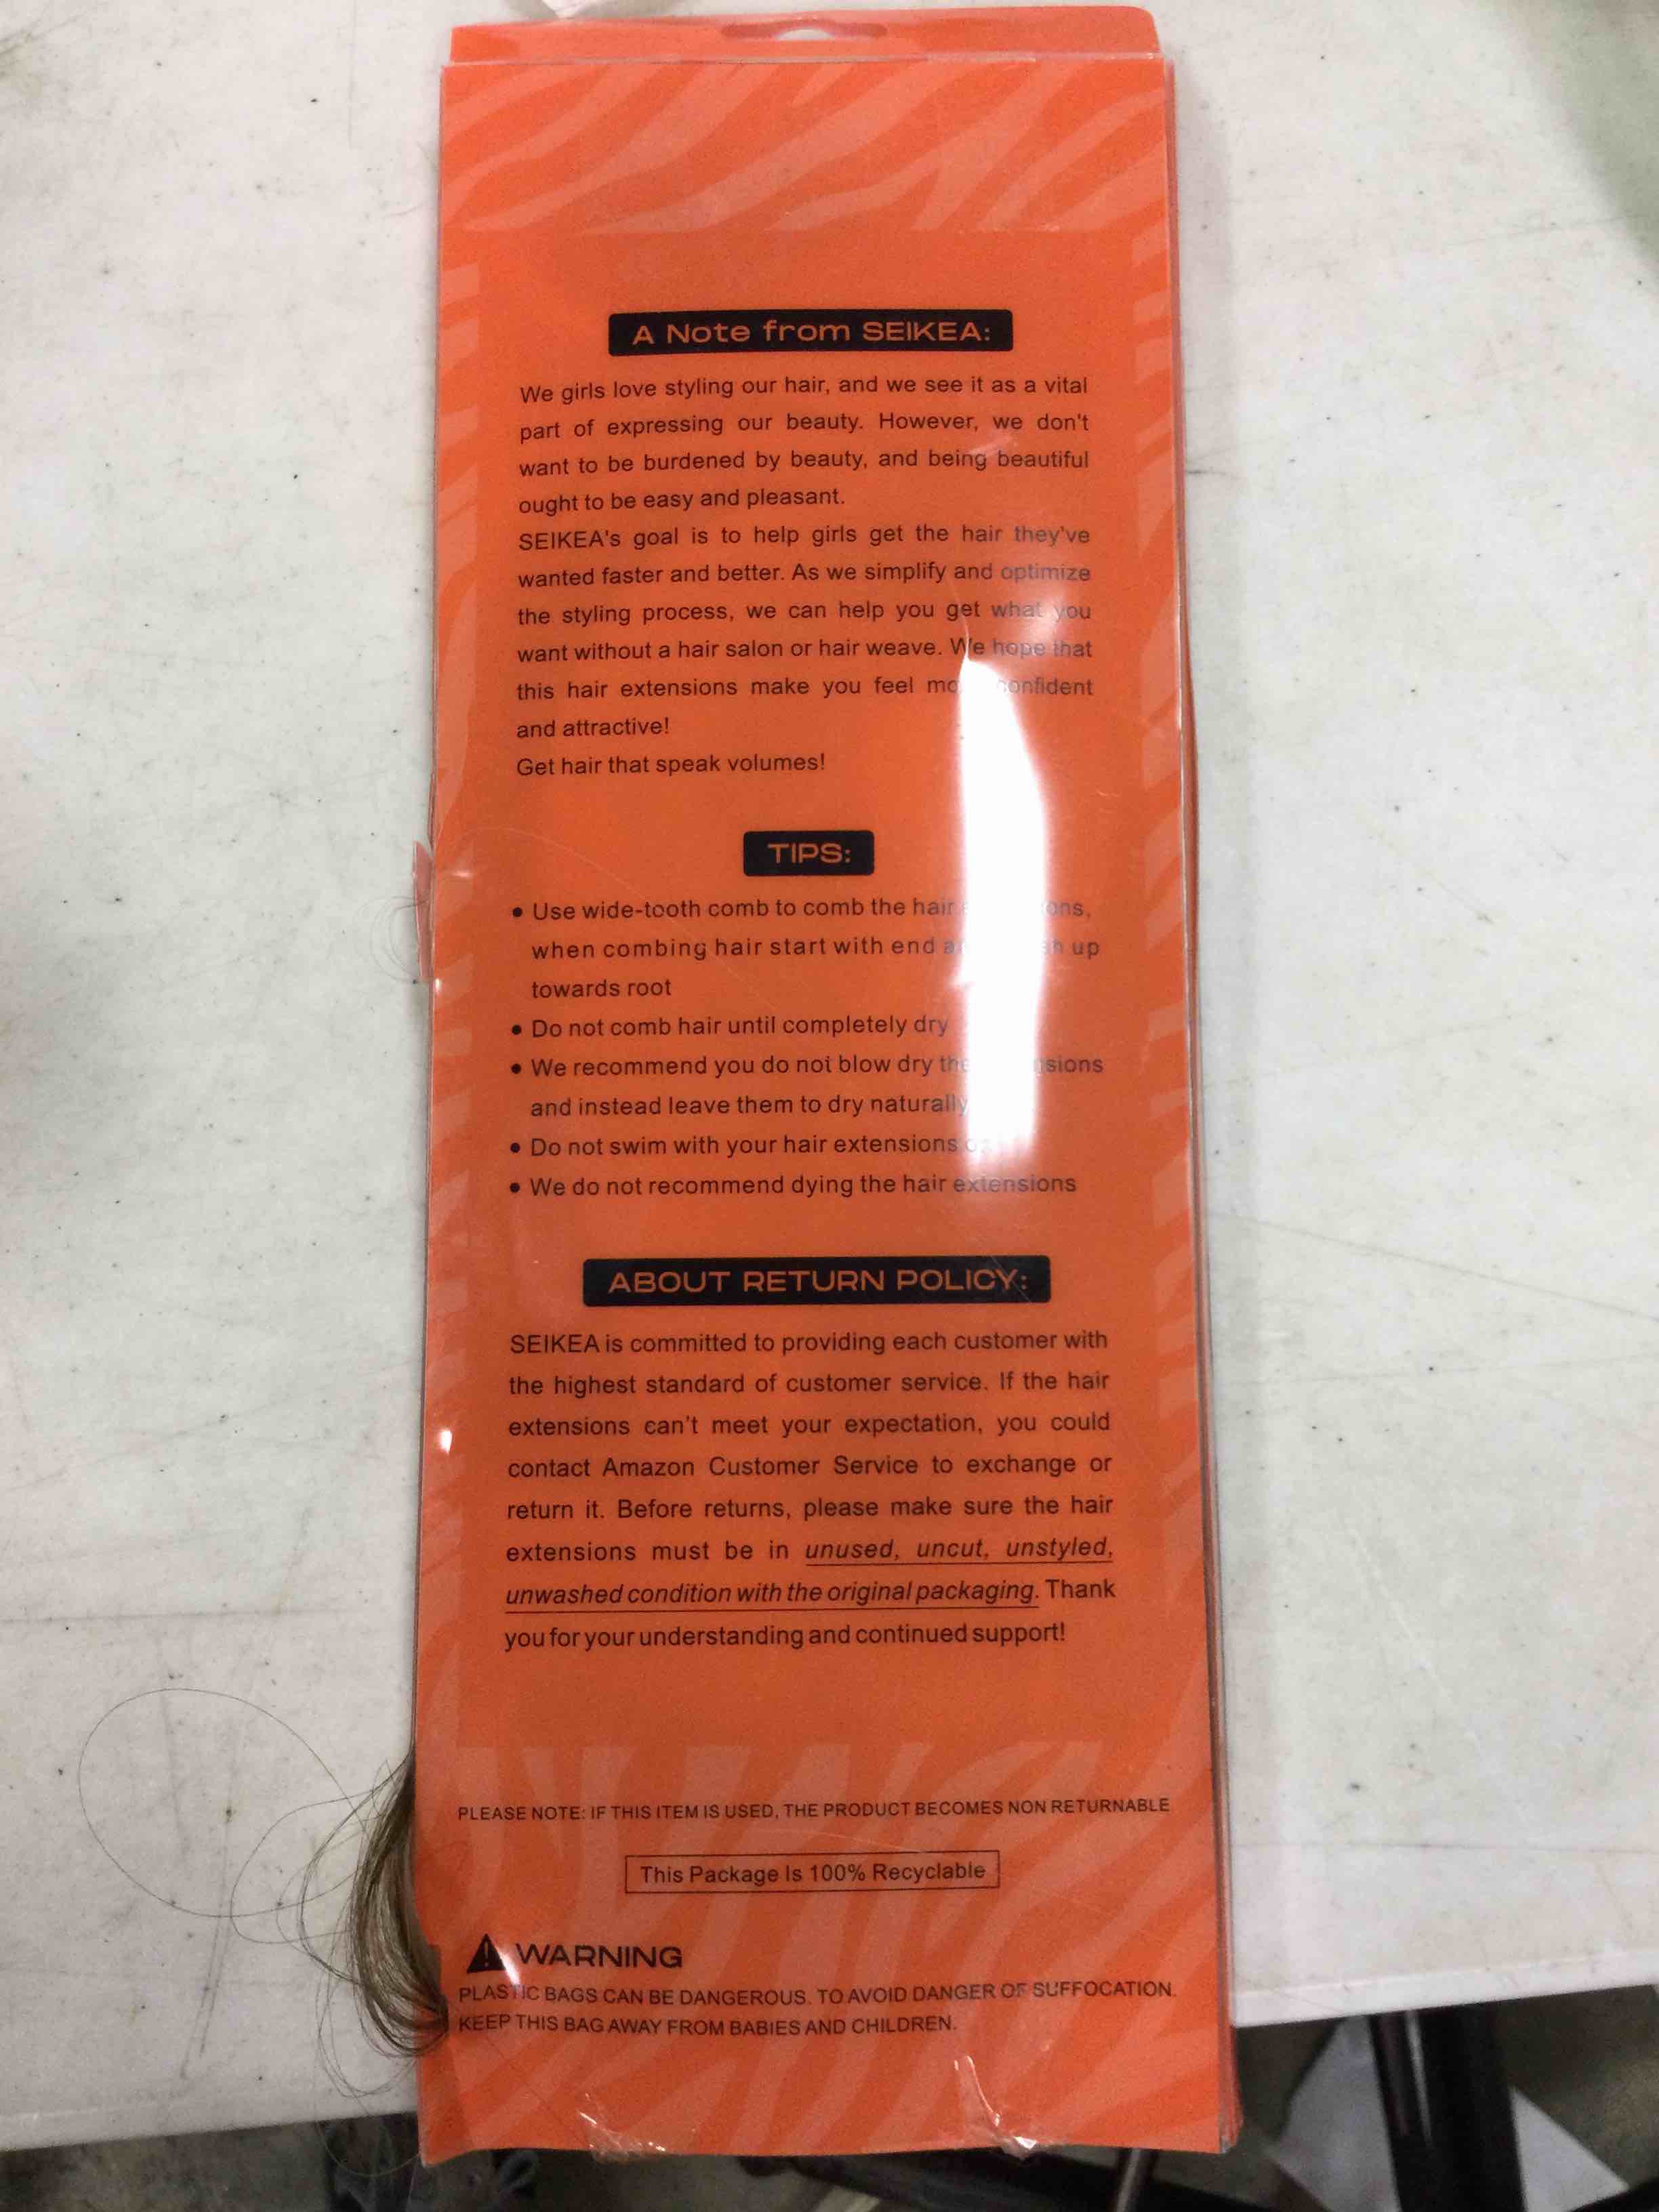 A Note from SEIKEA:
We girls love styling our hair, and we see it as a vital
part of expressing our beauty. However, we don't
want to be burdened by beauty, and being beautiful
ought to be easy and pleasant.
SEIKEA's goal is to help girls get the hair they've
wanted faster and better. As we simplify and optimize
the styling process, we can help you get what you
want without a hair salon or hair weave. We hope that
this hair extensions make you feel confident
and attractive!
Get hair that speak volumes!
TIPS:
• Use wide-tooth comb to comb the hair
when combing hair start with end up
towards root
• Do not comb hair until completely dry
• We recommend you do not blow dry the
and instead leave them to dry naturally
• Do not swim with your hair extensions
• We do not recommend dying the hair extensions
ABOUT RETURN POLICY:
SEIKEA is committed to providing each customer with
the highest standard of customer service. If the hair
extensions can't meet your expectation, you could
contact Amazon Customer Service to exchange or
return it. Before returns, please make sure the hair
extensions must be in unused, uncut, unstyled,
unwashed condition with the original packaging. Thank
you for your understanding and continued support!
PLEASE NOTE: IF THIS ITEM IS USED, THE PRODUCT BECOMES NON RETURNABLE
This Package Is 100% Recyclable
WARNING
PLASTIC BAGS CAN BE DANGEROUS. TO AVOID DANGER OF SUFFOCATION.
KEEP THIS BAG AWAY FROM BABIES AND CHILDREN.